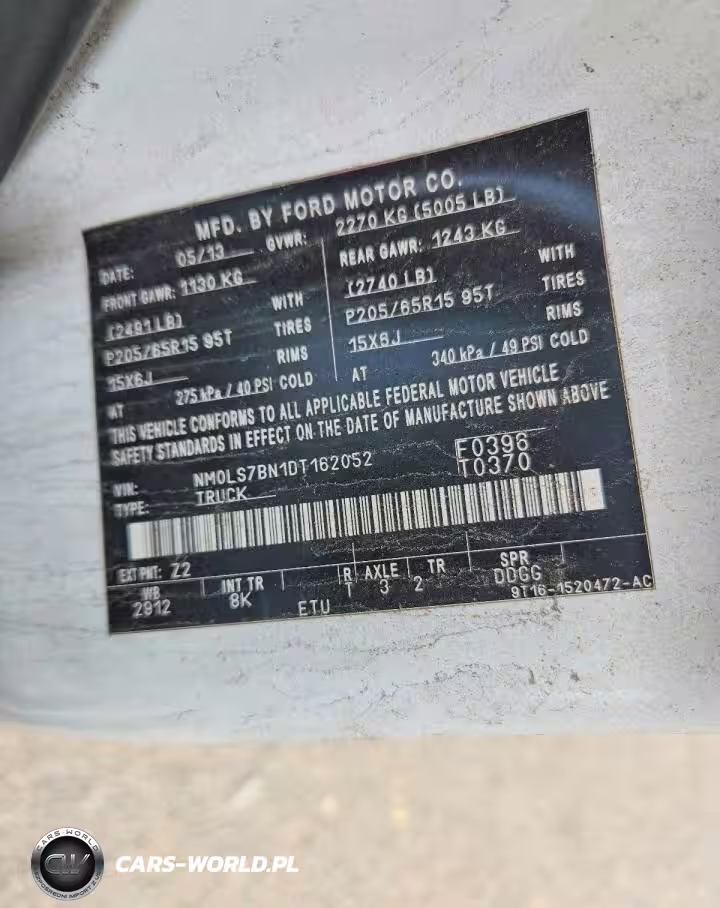 MFD. BY FORD MOTOR CO.
DATE: 05/13 GVWR: 2270 KG (5005 LB)
FRONT GAWR: 1130 KG REAR GAWR: 1243 KG
(2491 LB) WITH (2740 LB) WITH
P205/65R15 95T TIRES P205/65R15 95T TIRES
15X6J RIMS 15X6J RIMS
AT 275 kPa / 40 PSI COLD AT 340 kPa / 49 PSI COLD
THIS VEHICLE CONFORMS TO ALL APPLICABLE FEDERAL MOTOR VEHICLE
SAFETY STANDARDS IN EFFECT ON THE DATE OF MANUFACTURE SHOWN ABOVE
VIN: NM0LS7BN1DT162052 F0396
TYPE: TRUCK T0370
EXT PNT: Z2
WB INT TR R AXLE TR SPR
2912 8K T 3 2 DDGG
ETU 9T16-1520472-AC
CARS-WORLD
CW
CARS-WORLD.PL